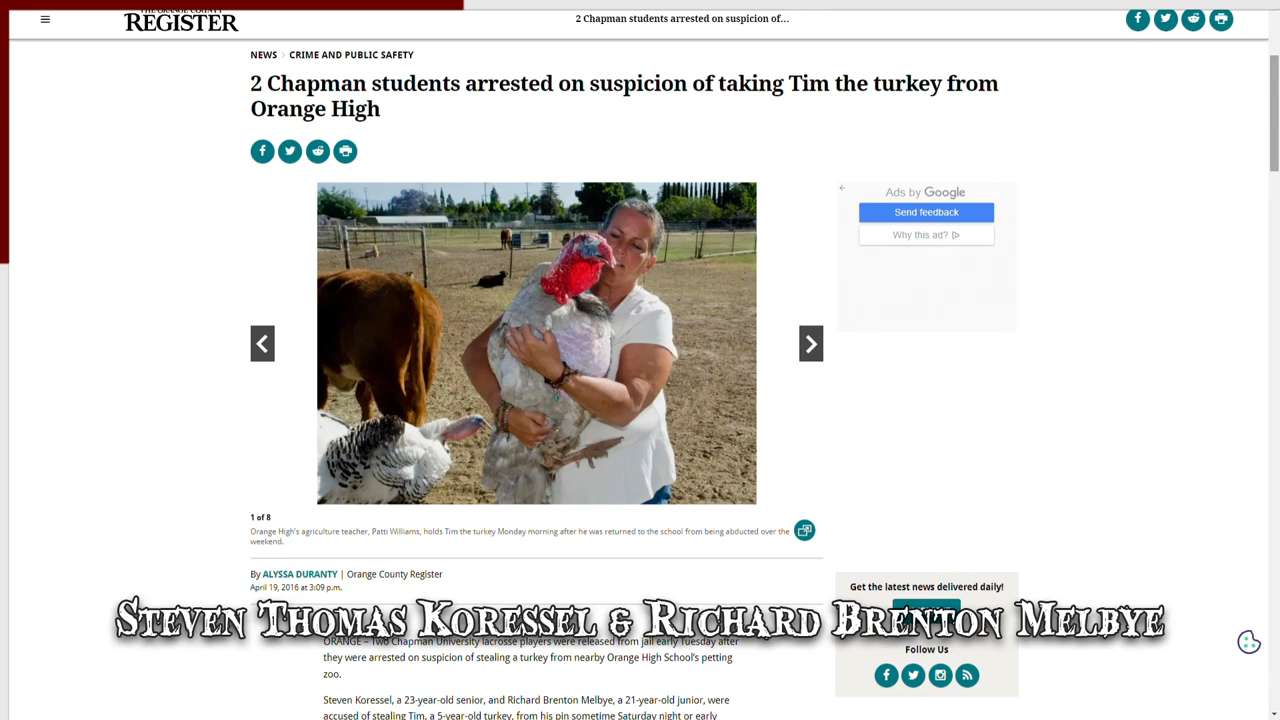 REGISTER
2 Chapman students arrested on suspicion of...
NEWS CRIME AND PUBLIC SAFETY
2 Chapman students arrested on suspicion of taking Tim the turkey from
Orange High
Ads by Google
Send feedback
Why this ad?
1 of 8
Orange High's agriculture teacher, Patti Williams, holds Tim the turkey Monday morning after he was returned to the school from being abducted over the
weekend.
By ALYSSA DURANTY | Orange County Register
April 19, 2016 at 3:09 p.m.
Get the latest news delivered daily!
STEVEN THOMAS KORESSEL & RICHARD BRENTON MELBYE
ORANGE – Two Chapman University lacrosse players were released from jail early Tuesday after
they were arrested on suspicion of stealing a turkey from nearby Orange High School's petting
zoo.
Follow Us
Steven Koressel, a 23-year-old senior, and Richard Brenton Melbye, a 21-year-old junior, were
accused of stealing Tim, a 5-year-old turkey, from his pin sometime Saturday night or early